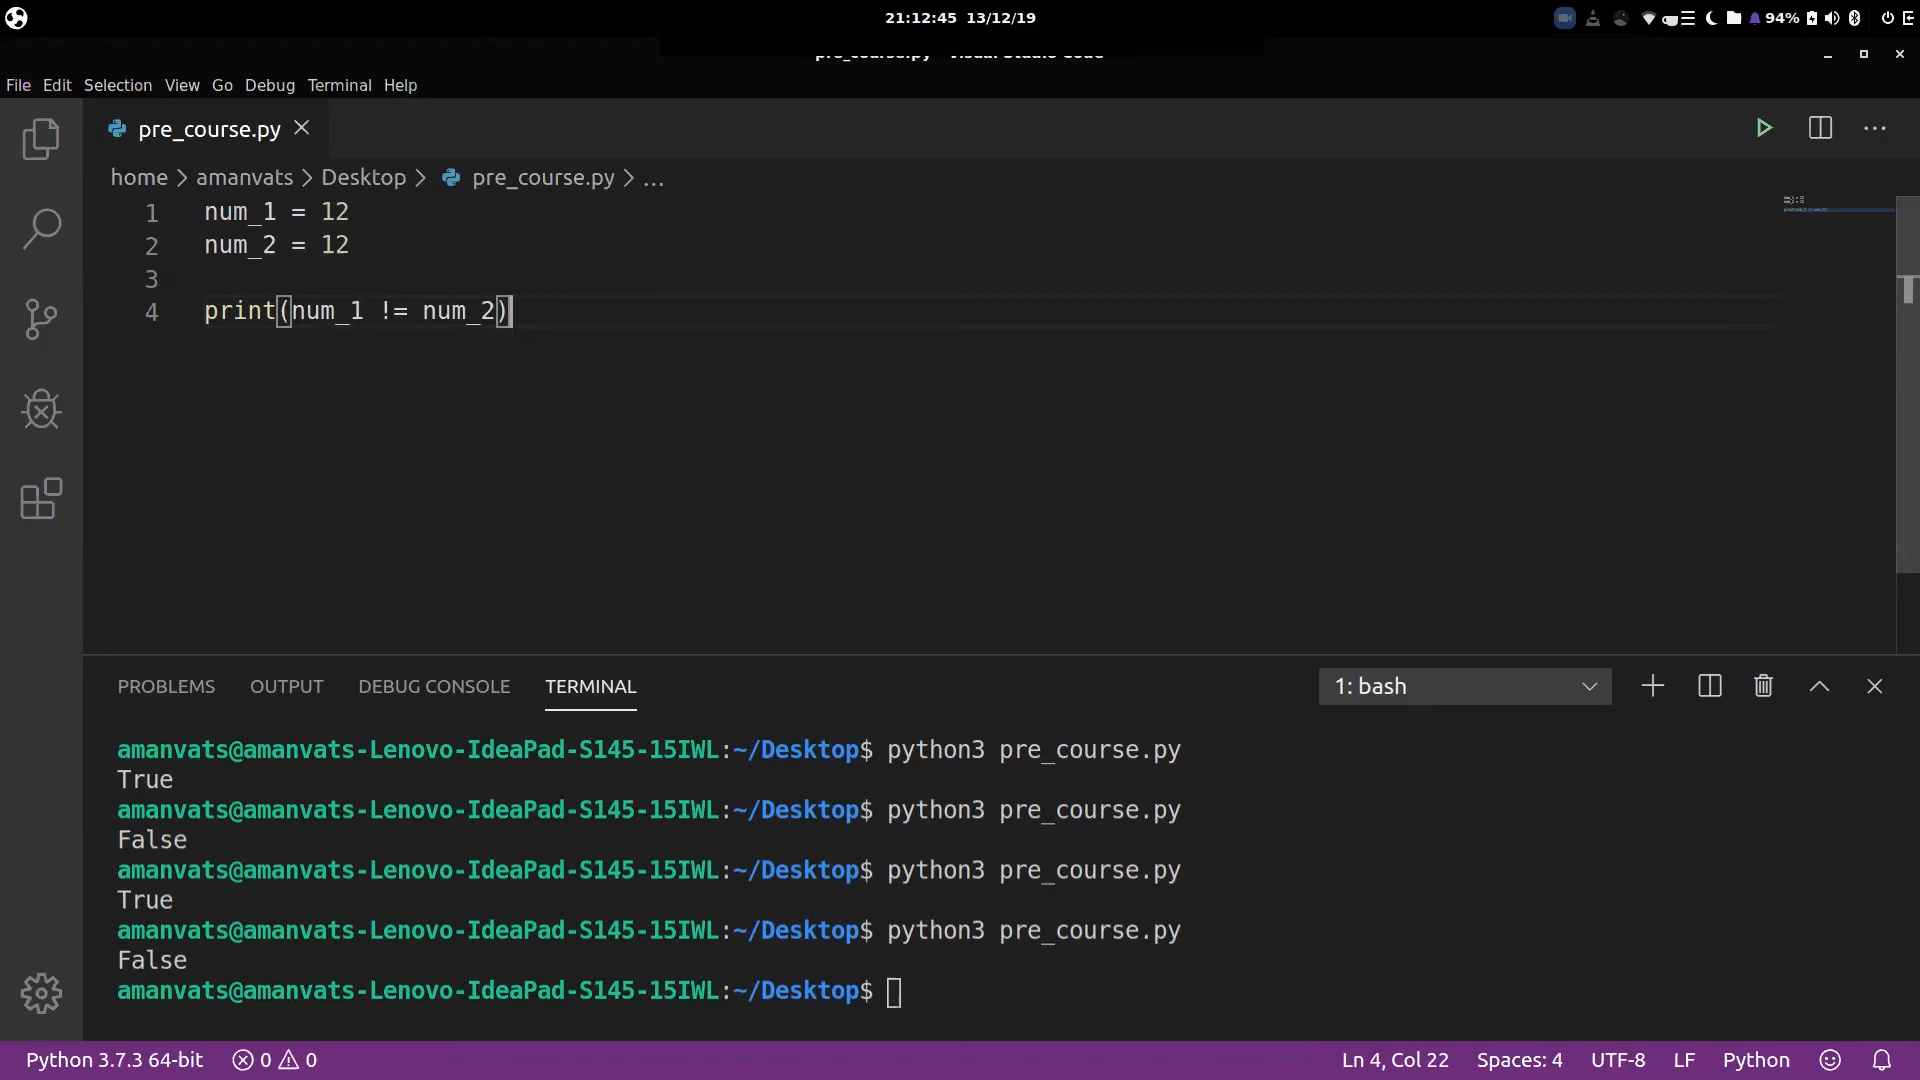 21:12:45 13/12/19
94%
pre_course.py - Visual Studio Code
File Edit Selection View Go Debug Terminal Help
pre_course.py
home > amanvats > Desktop > pre_course.py > ...
1 num_1 = 12
2 num_2 = 12
3
4 print(num_1 != num_2)
PROBLEMS OUTPUT DEBUG CONSOLE TERMINAL
1: bash
amanvats@amanvats-Lenovo-IdeaPad-S145-15IWL:~/Desktop$ python3 pre_course.py
True
amanvats@amanvats-Lenovo-IdeaPad-S145-15IWL:~/Desktop$ python3 pre_course.py
False
amanvats@amanvats-Lenovo-IdeaPad-S145-15IWL:~/Desktop$ python3 pre_course.py
True
amanvats@amanvats-Lenovo-IdeaPad-S145-15IWL:~/Desktop$ python3 pre_course.py
False
amanvats@amanvats-Lenovo-IdeaPad-S145-15IWL:~/Desktop$
Python 3.7.3 64-bit 0 0 Ln 4, Col 22 Spaces: 4 UTF-8 LF Python